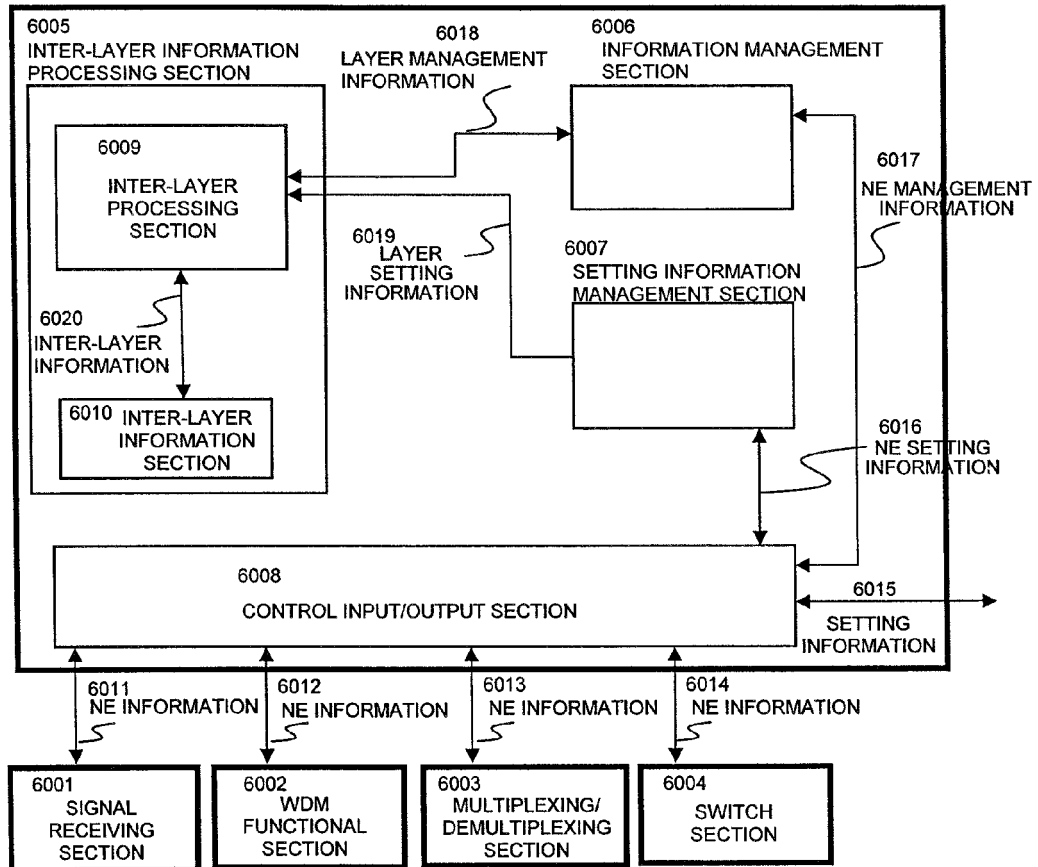 6005
INTER-LAYER INFORMATION
PROCESSING SECTION
6018
LAYER MANAGEMENT
INFORMATION
6006
INFORMATION MANAGEMENT
SECTION
6009
INTER-LAYER
PROCESSING
SECTION
6017
NE MANAGEMENT
INFORMATION
6019
LAYER
SETTING
INFORMATION
6007
SETTING INFORMATION
MANAGEMENT SECTION
6020
INTER-LAYER
INFORMATION
6010
INTER-LAYER
INFORMATION
SECTION
6016
NE SETTING
INFORMATION
6008
CONTROL INPUT/OUTPUT SECTION
6015
SETTING
INFORMATION
6011
NE INFORMATION
6012
NE INFORMATION
6013
NE INFORMATION
6014
NE INFORMATION
6001
SIGNAL
RECEIVING
SECTION
6002
WDM
FUNCTIONAL
SECTION
6003
MULTIPLEXING/
DEMULTIPLEXING
SECTION
6004
SWITCH
SECTION